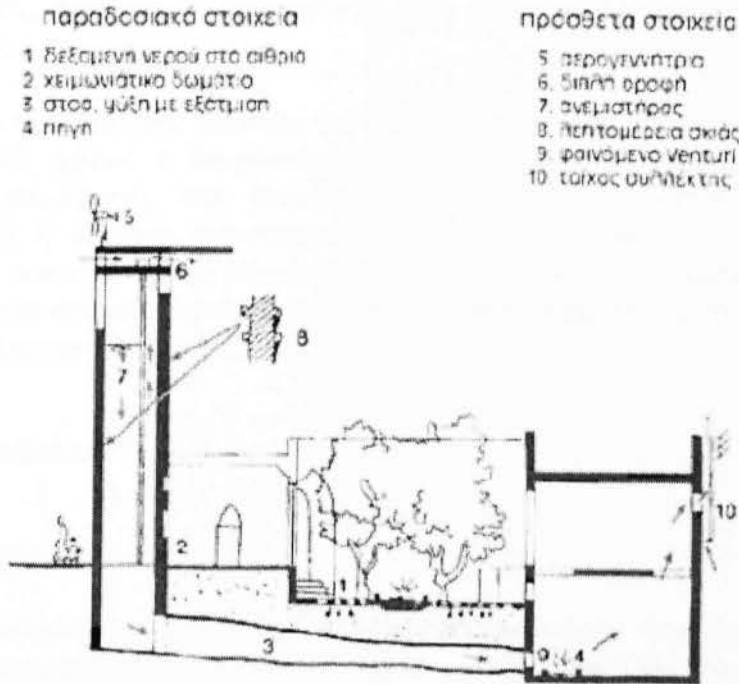 παραδοσιακά στοιχεία
1 δεξαμενή νερού στο αίθριο
2 χειμωνιάτικο δωμάτιο
3 στοά, ψύξη με εξάτμιση
4 πηγή
πρόσθετα στοιχεία
5. αερογεννήτρια
6. διπλή οροφή
7. ανεμιστήρας
8. λεπτομέρεια σκιάς
9. φαινόμενο Venturi
10. τοίχος συλλέκτης
5
6
8
7
10
2
1
3
9
4